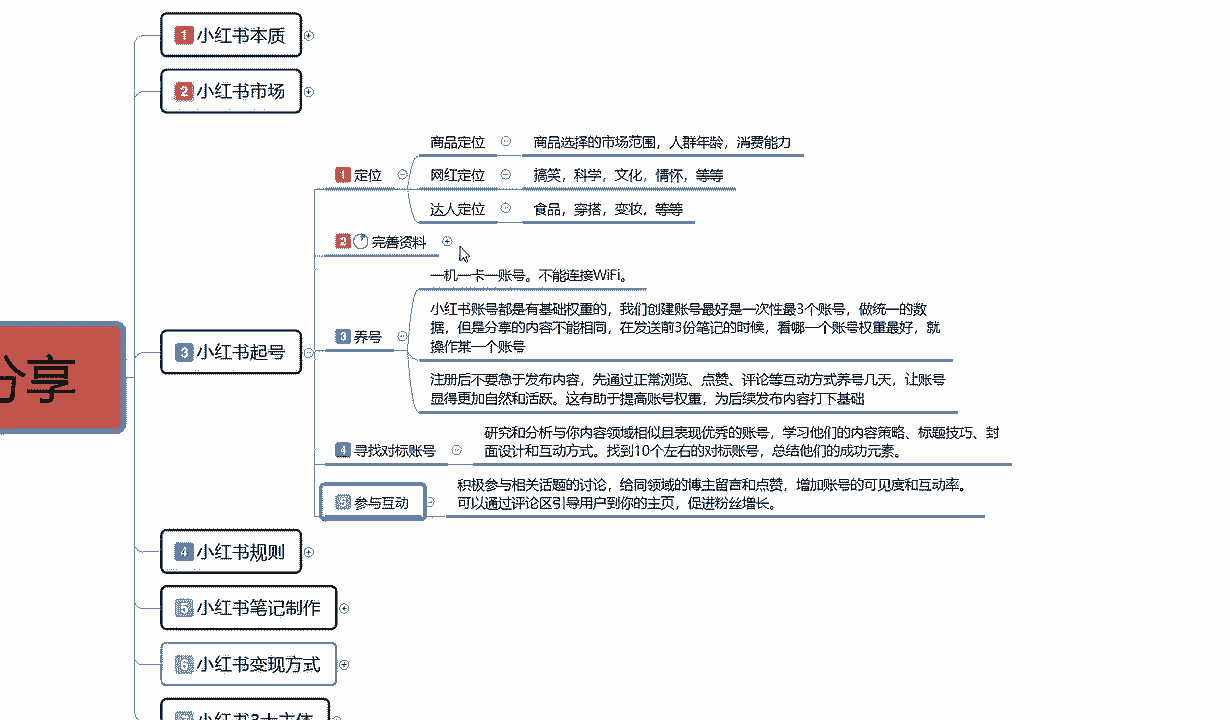 1 小红书本质
2 小红书市场
分享
3 小红书起号
1 定位
商品定位
商品选择的市场范围，人群年龄，消费能力
网红定位
搞笑，科学，文化，情怀，等等
达人定位
食品，穿搭，变妆，等等
2 完善资料
3 养号
一机一卡一账号。不能连接WiFi。
小红书账号都是有基础权重的，我们创建账号最好是一次性最3个账号，做统一的数
据，但是分享的内容不能相同，在发送前3份笔记的时候，看哪一个账号权重最好，就
操作某一个账号
注册后不要急于发布内容，先通过正常浏览、点赞、评论等互动方式养号几天，让账号
显得更加自然和活跃。这有助于提高账号权重，为后续发布内容打下基础
4 寻找对标账号
研究和分析与你内容领域相似且表现优秀的账号，学习他们的内容策略、标题技巧、封
面设计和互动方式。找到10个左右的对标账号，总结他们的成功元素。
5 参与互动
积极参与相关话题的讨论，给同领域的博主留言和点赞，增加账号的可见度和互动率。
可以通过评论区引导用户到你的主页，促进粉丝增长。
4 小红书规则
5 小红书笔记制作
6 小红书变现方式
7 小红书3大主体